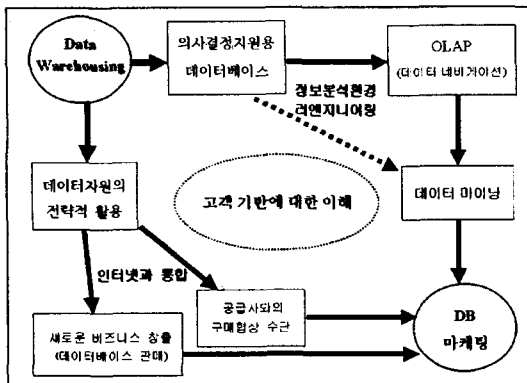 Data
Warehousing
의사결정지원용
데이터베이스
OLAP
(데이터 네비게이션)
정보분석환경
리엔지니어링
데이터자원의
전략적 활용
고객 기반에 대한 이해
데이터 마이닝
인터넷과 통합
공급사와의
구매협상 수단
새로운 비즈니스 창출
(데이터베이스 판매)
DB
마케팅